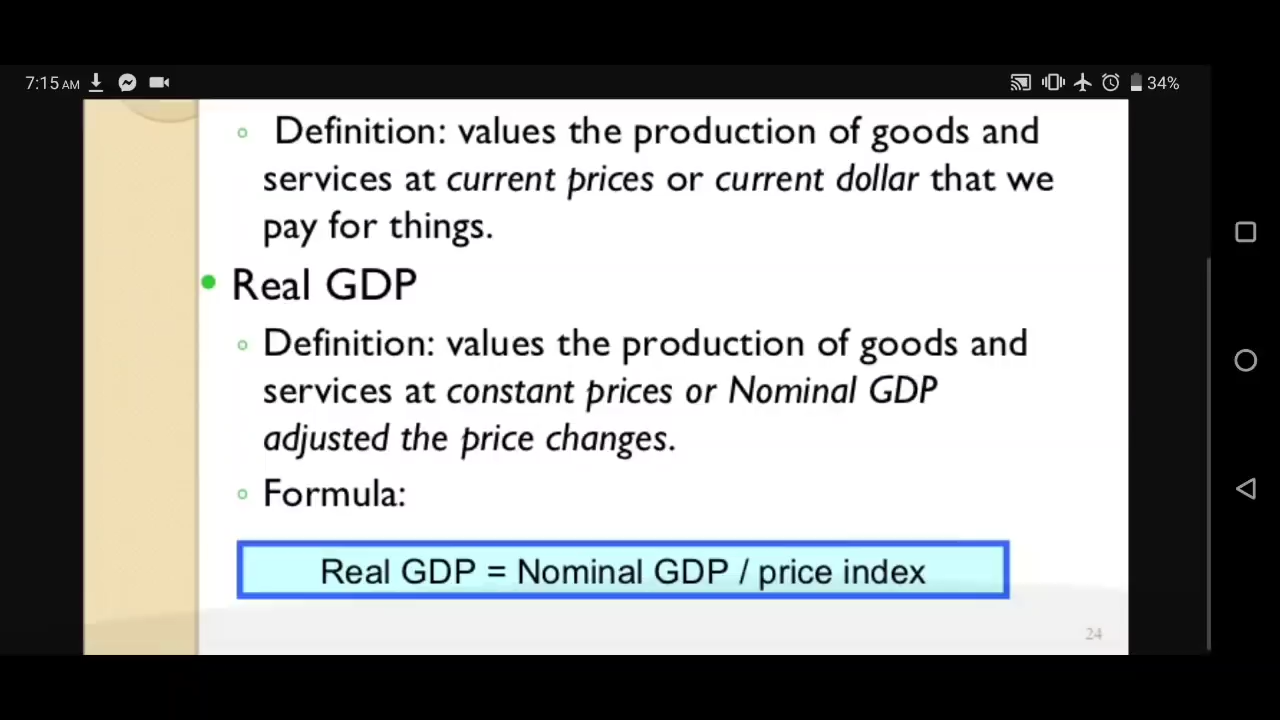 7:15 AM 34%
Definition: values the production of goods and
services at current prices or current dollar that we
pay for things.
Real GDP
Definition: values the production of goods and
services at constant prices or Nominal GDP
adjusted the price changes.
Formula:
Real GDP = Nominal GDP / price index
24